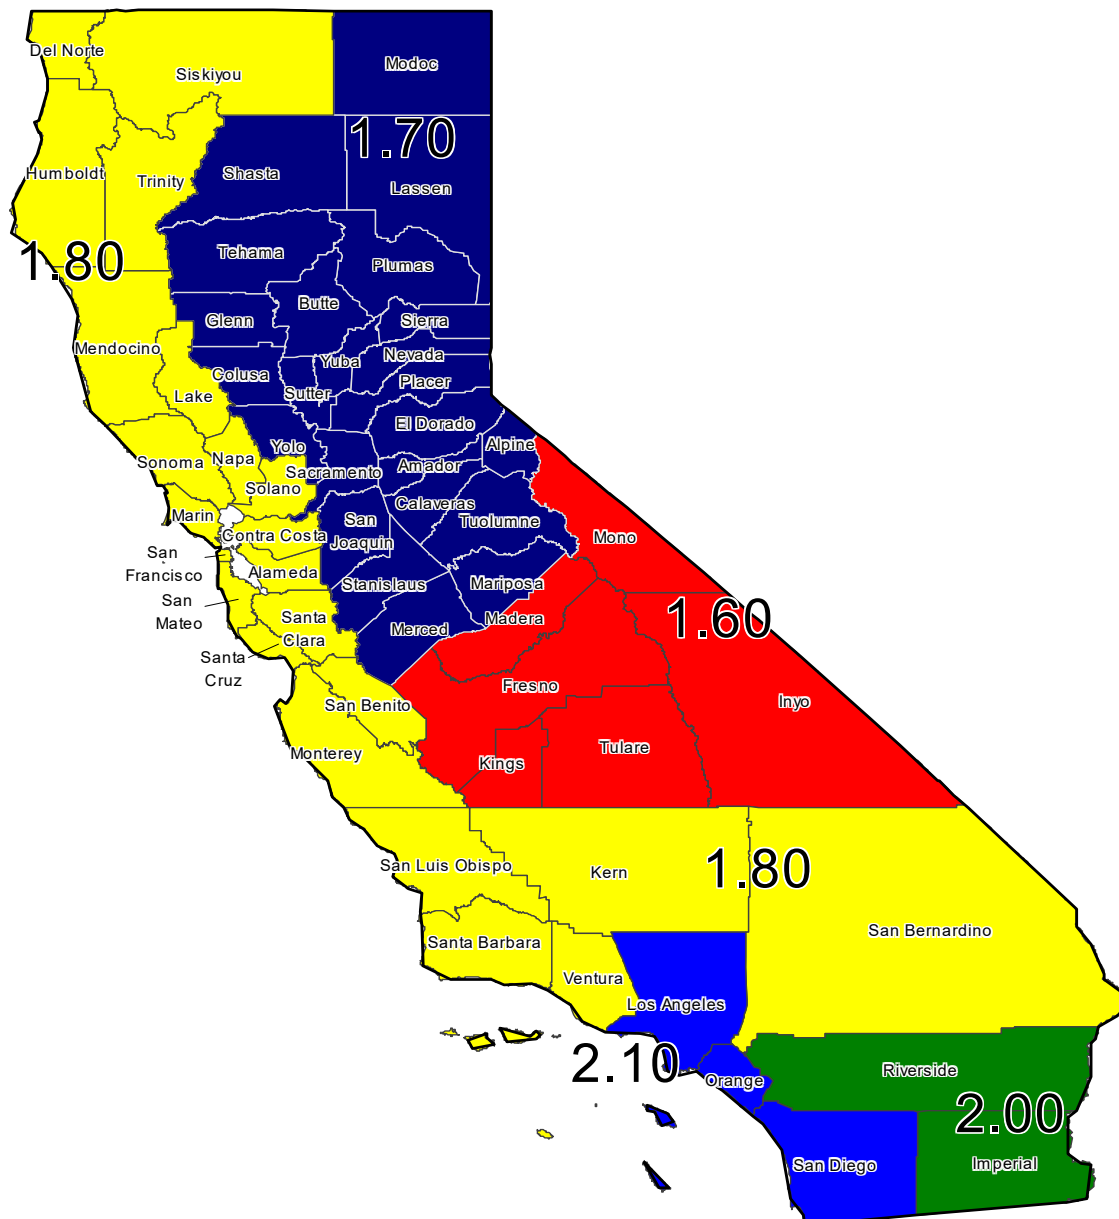 Del Norte
Siskiyou
Modoc
1.70
Humboldt
Trinity
Shasta
Lassen
1.80
Tehama
Plumas
Butte
Glenn
Sierra
Mendocino
Yuba
Nevada
Colusa
Placer
Lake
Sutter
El Dorado
Yolo
Alpine
Sonoma
Napa
Sacramento
Amador
Solano
Calaveras
Marin
San
Joaquin
Tuolumne
Contra Costa
Mono
San
Francisco
Alameda
Stanislaus
Mariposa
San
Mateo
Santa
Clara
Merced
Madera
1.60
Santa
Cruz
Fresno
San Benito
Inyo
Monterey
Kings
Tulare
San Luis Obispo
Kern
1.80
San Bernardino
Santa Barbara
Ventura
Los Angeles
2.10
Orange
Riverside
2.00
San Diego
Imperial